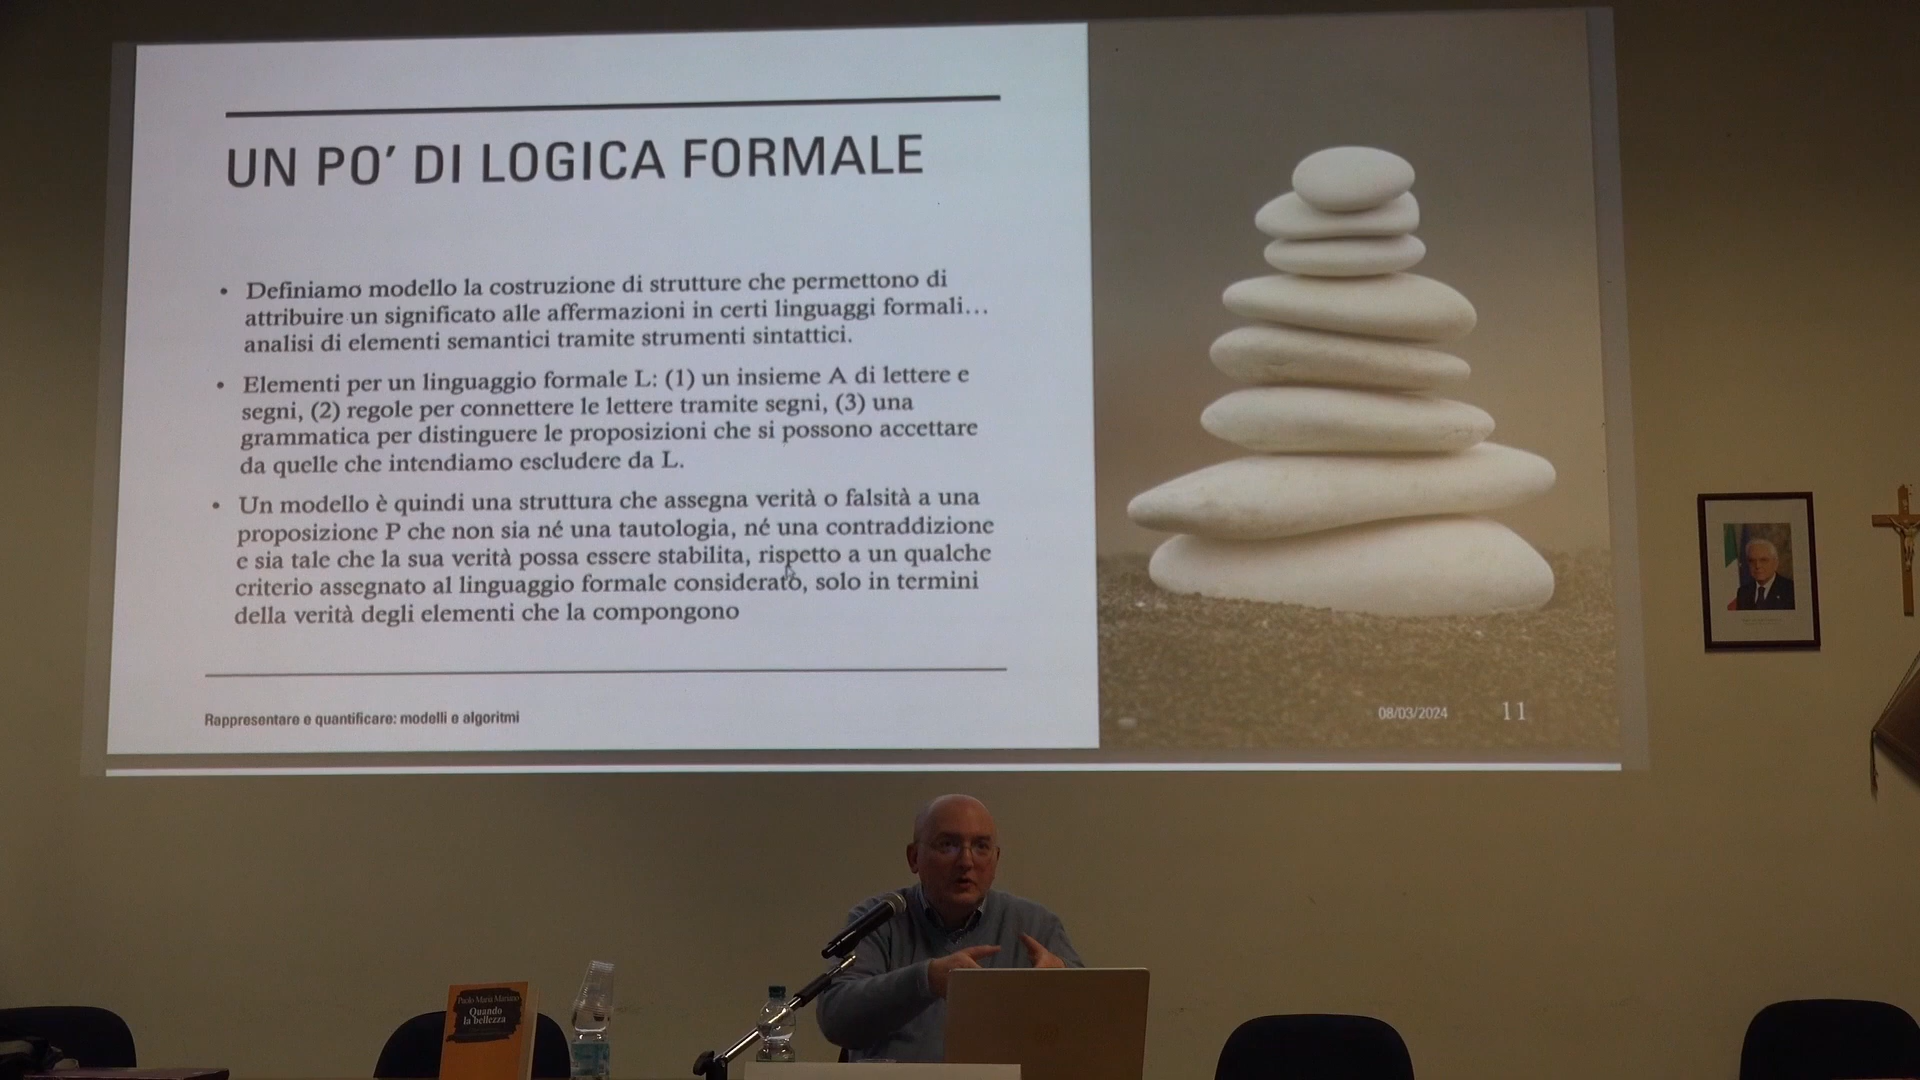 UN PO' DI LOGICA FORMALE
• Definiamo modello la costruzione di strutture che permettono di
attribuire un significato alle affermazioni in certi linguaggi formali…
analisi di elementi semantici tramite strumenti sintattici.
• Elementi per un linguaggio formale L: (1) un insieme A di lettere e
segni, (2) regole per connettere le lettere tramite segni, (3) una
grammatica per distinguere le proposizioni che si possono accettare
da quelle che intendiamo escludere da L.
• Un modello è quindi una struttura che assegna verità o falsità a una
proposizione P che non sia né una tautologia, né una contraddizione
e sia tale che la sua verità possa essere stabilita, rispetto a un qualche
criterio assegnato al linguaggio formale considerato, solo in termini
della verità degli elementi che la compongono
Rappresentare e quantificare: modelli e algoritmi
08/03/2024
11
Paolo Maria Mariano
Quando
la bellezza